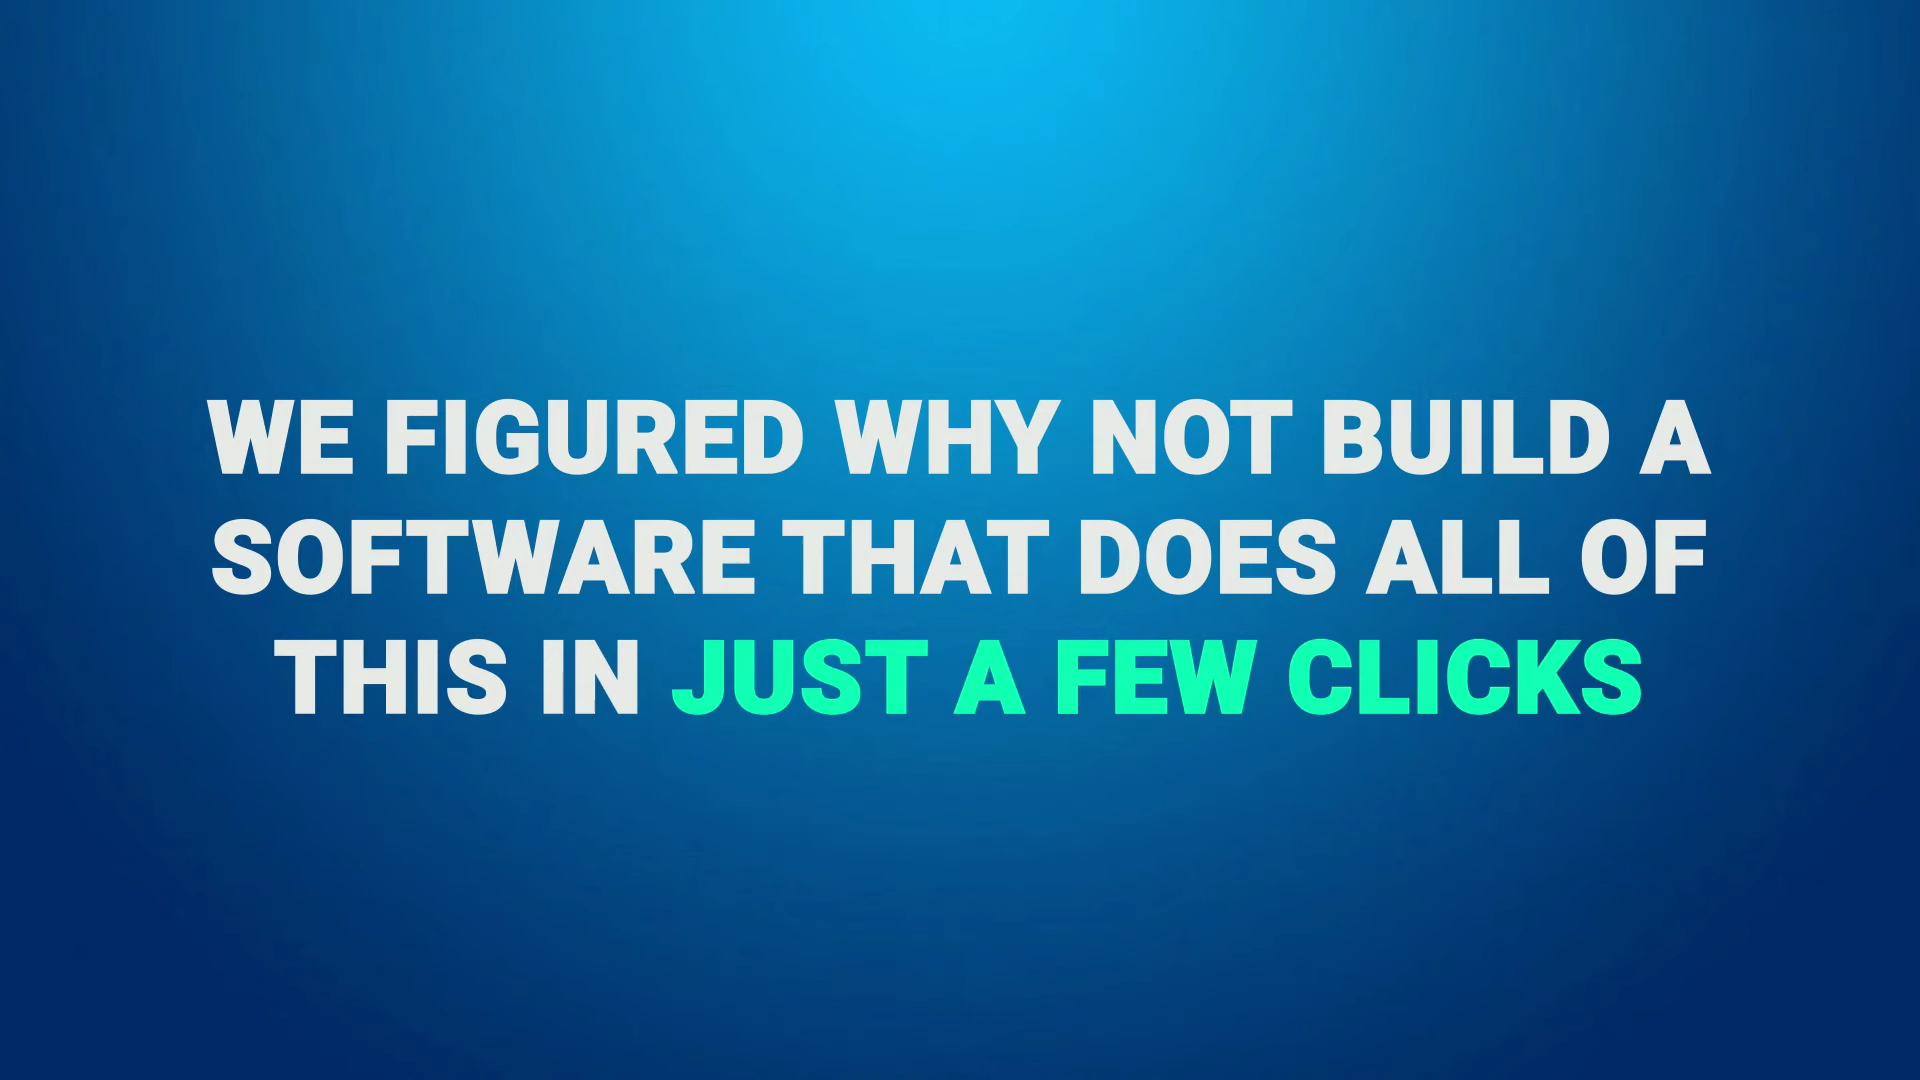 WE FIGURED WHY NOT BUILD A
SOFTWARE THAT DOES ALL OF
THIS IN JUST A FEW CLICKS